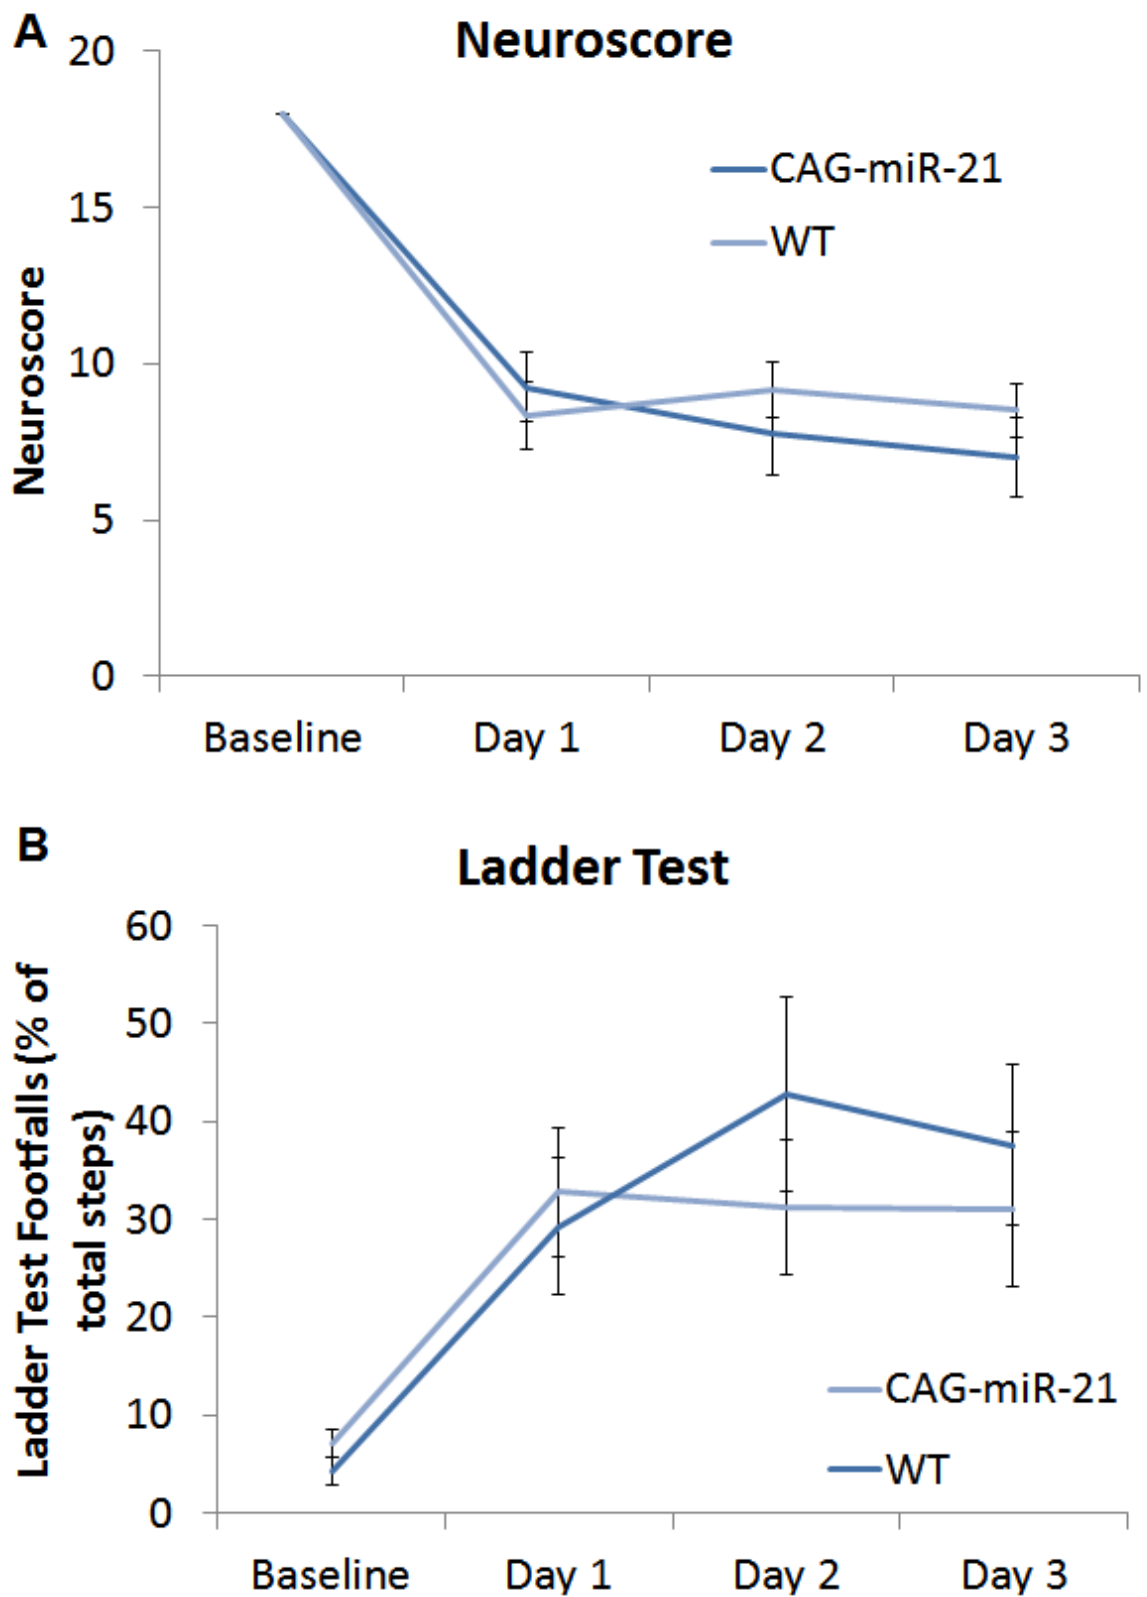 A
Neuroscore
20
15
10
5
0
Neuroscore
CAG-miR-21
WT
Baseline Day 1 Day 2 Day 3
B
Ladder Test
60
50
40
30
20
10
0
Ladder Test Footfalls (% of
total steps)
CAG-miR-21
WT
Baseline Day 1 Day 2 Day 3